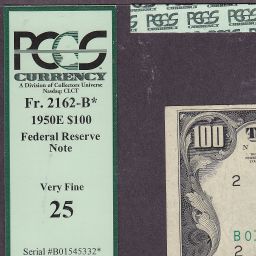 PCGS
CURRENCY
A Division of Collectors Universe
Nasdaq: CLCT
Fr. 2162-B*
1950E $100
Federal Reserve
Note
Very Fine
25
Serial #B01545332*
PCGS
PCGS
PCGS
100
T
N
2
B0
2